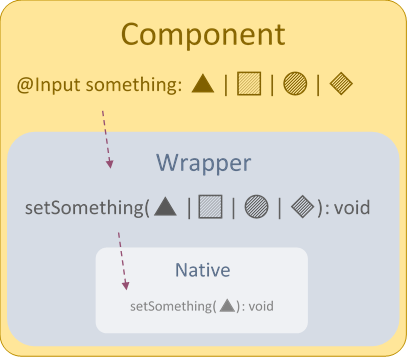 Component
@Input something: ▲ | ▨ | ◍ | ◈
Wrapper
setSomething( ▲ | ▨ | ◍ | ◈ ): void
Native
setSomething( ▲ ): void